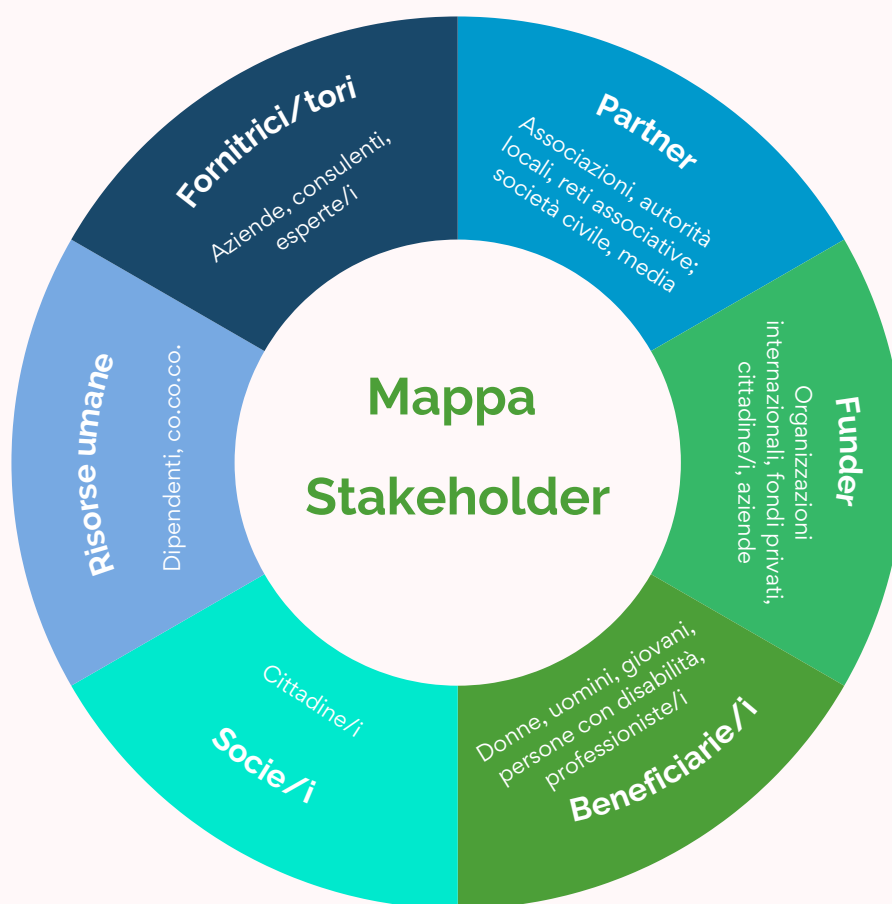 Mappa
Stakeholder
Partner
Associazioni, autorità
locali, reti associative;
società civile, media
Funder
Organizzazioni
internazionali, fondi privati,
cittadine/i, aziende
Donne, uomini, giovani,
persone con disabilità,
professioniste/i
Beneficiarie/i
Cittadine/i
Socie/i
Risorse umane
Dipendenti, co.co.co.
Fornitrici/tori
Aziende, consulenti,
esperte/i